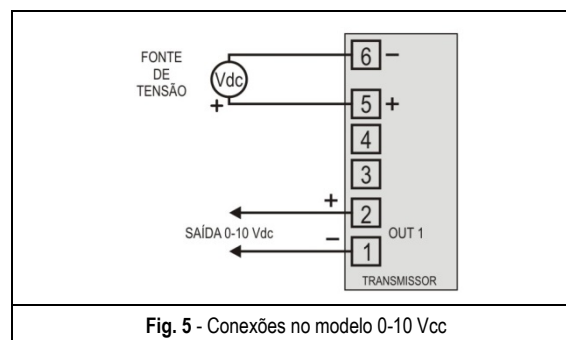 FONTE
DE
TENSÃO
Vdc
+
6 −
5 +
4
3
+ 2
SAÍDA 0-10 Vdc
OUT 1
− 1
TRANSMISSOR
Fig. 5 - Conexões no modelo 0-10 Vcc